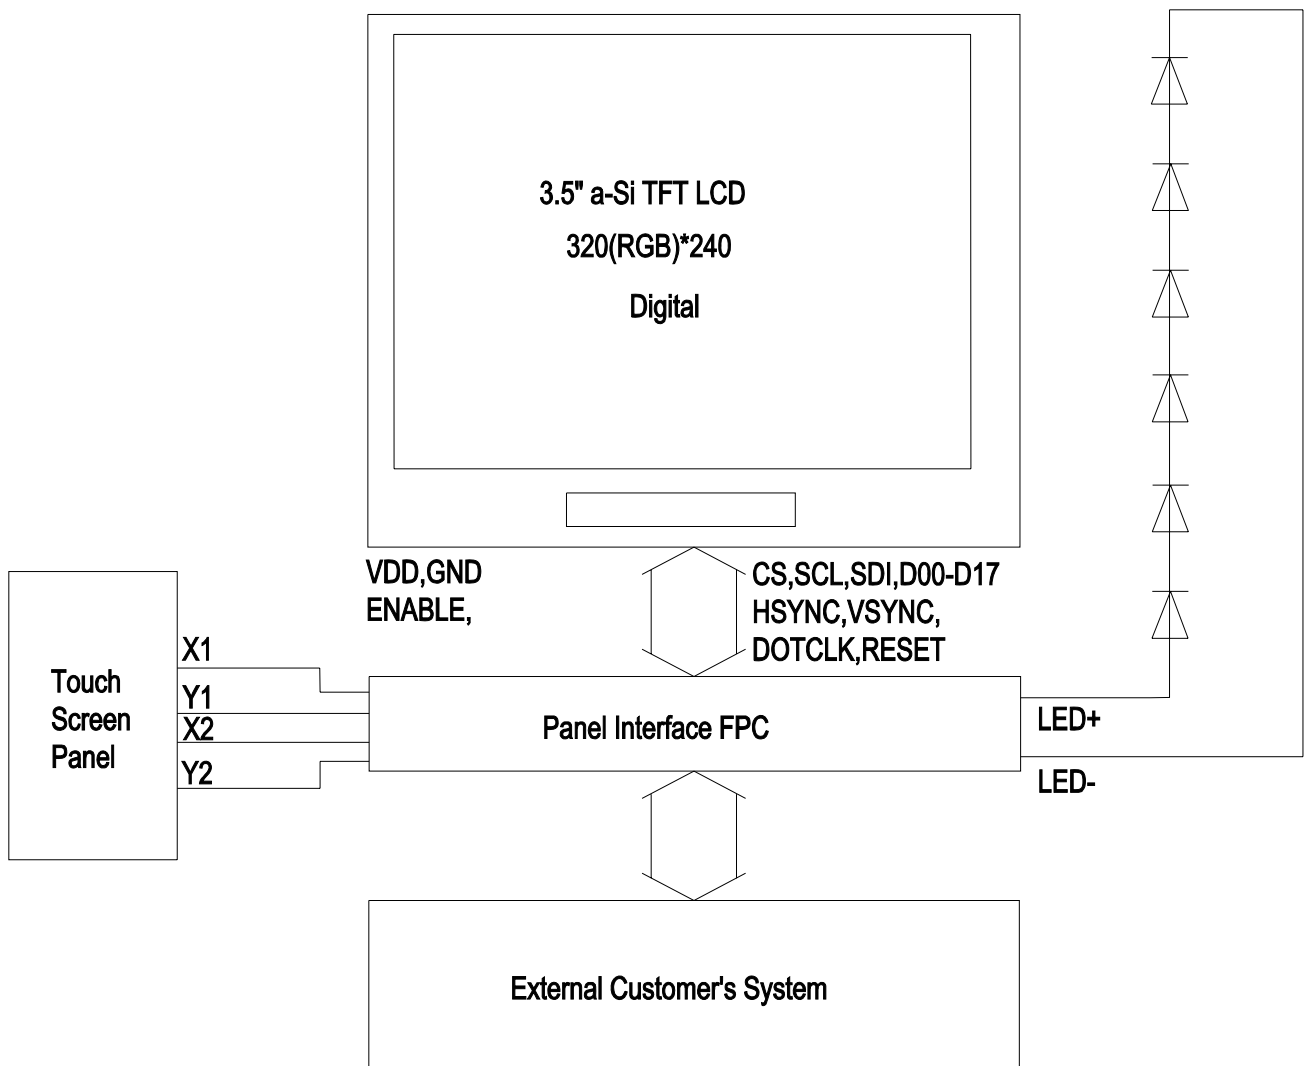 3.5" a-Si TFT LCD
320(RGB)*240
Digital
VDD,GND
ENABLE,
CS,SCL,SDI,D00-D17
HSYNC,VSYNC,
DOTCLK,RESET
X1
Y1
X2
Y2
Touch
Screen
Panel
Panel Interface FPC
LED+
LED-
External Customer's System